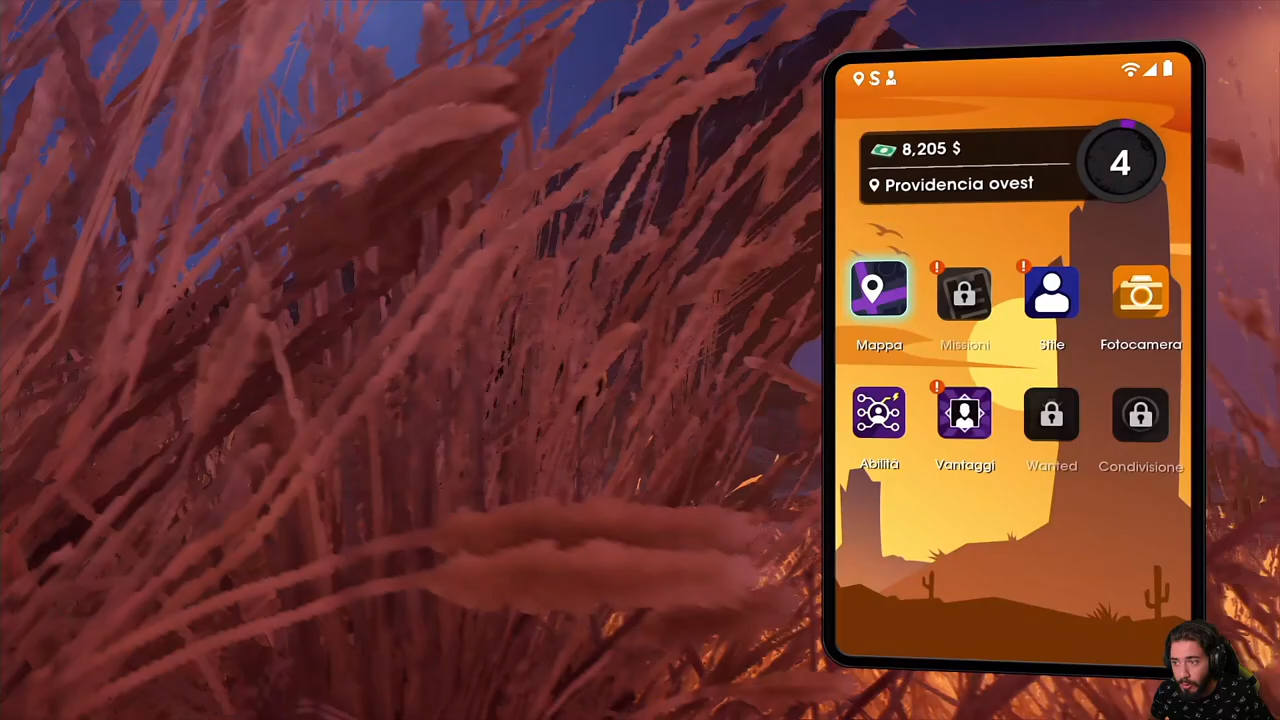 S
8,205 $
4
Providencia ovest
Mappa
Missioni
Stile
Fotocamera
Abilità
Vantaggi
Wanted
Condivisione